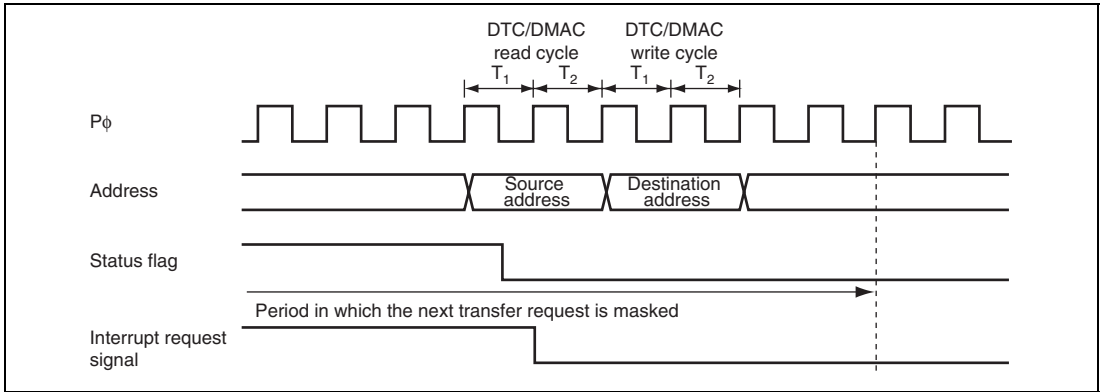 DTC/DMAC DTC/DMAC
read cycle write cycle
T1 T2 T1 T2
Pϕ
Address
Source Destination
address address
Status flag
Period in which the next transfer request is masked
Interrupt request
signal